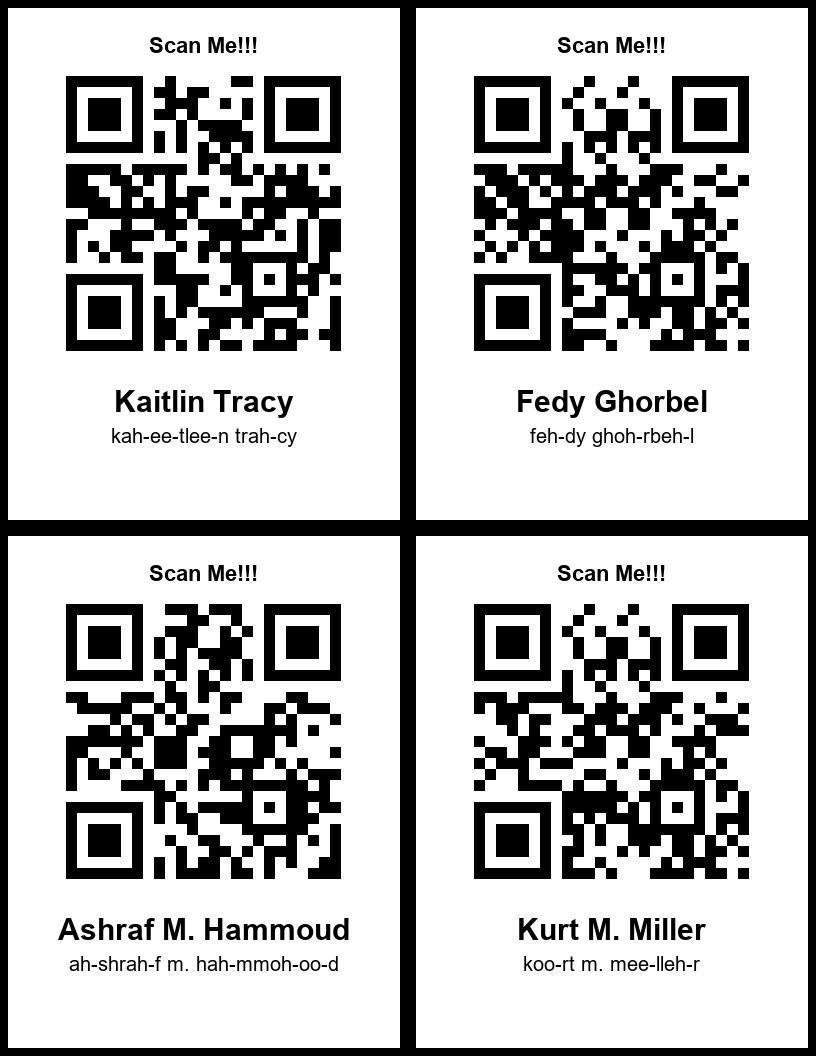 Scan Me!!!
Kaitlin Tracy
kah-ee-tlee-n trah-cy
Scan Me!!!
Fedy Ghorbel
feh-dy ghoh-rbeh-l
Scan Me!!!
Ashraf M. Hammoud
ah-shrah-f m. hah-mmoh-oo-d
Scan Me!!!
Kurt M. Miller
koo-rt m. mee-lleh-r